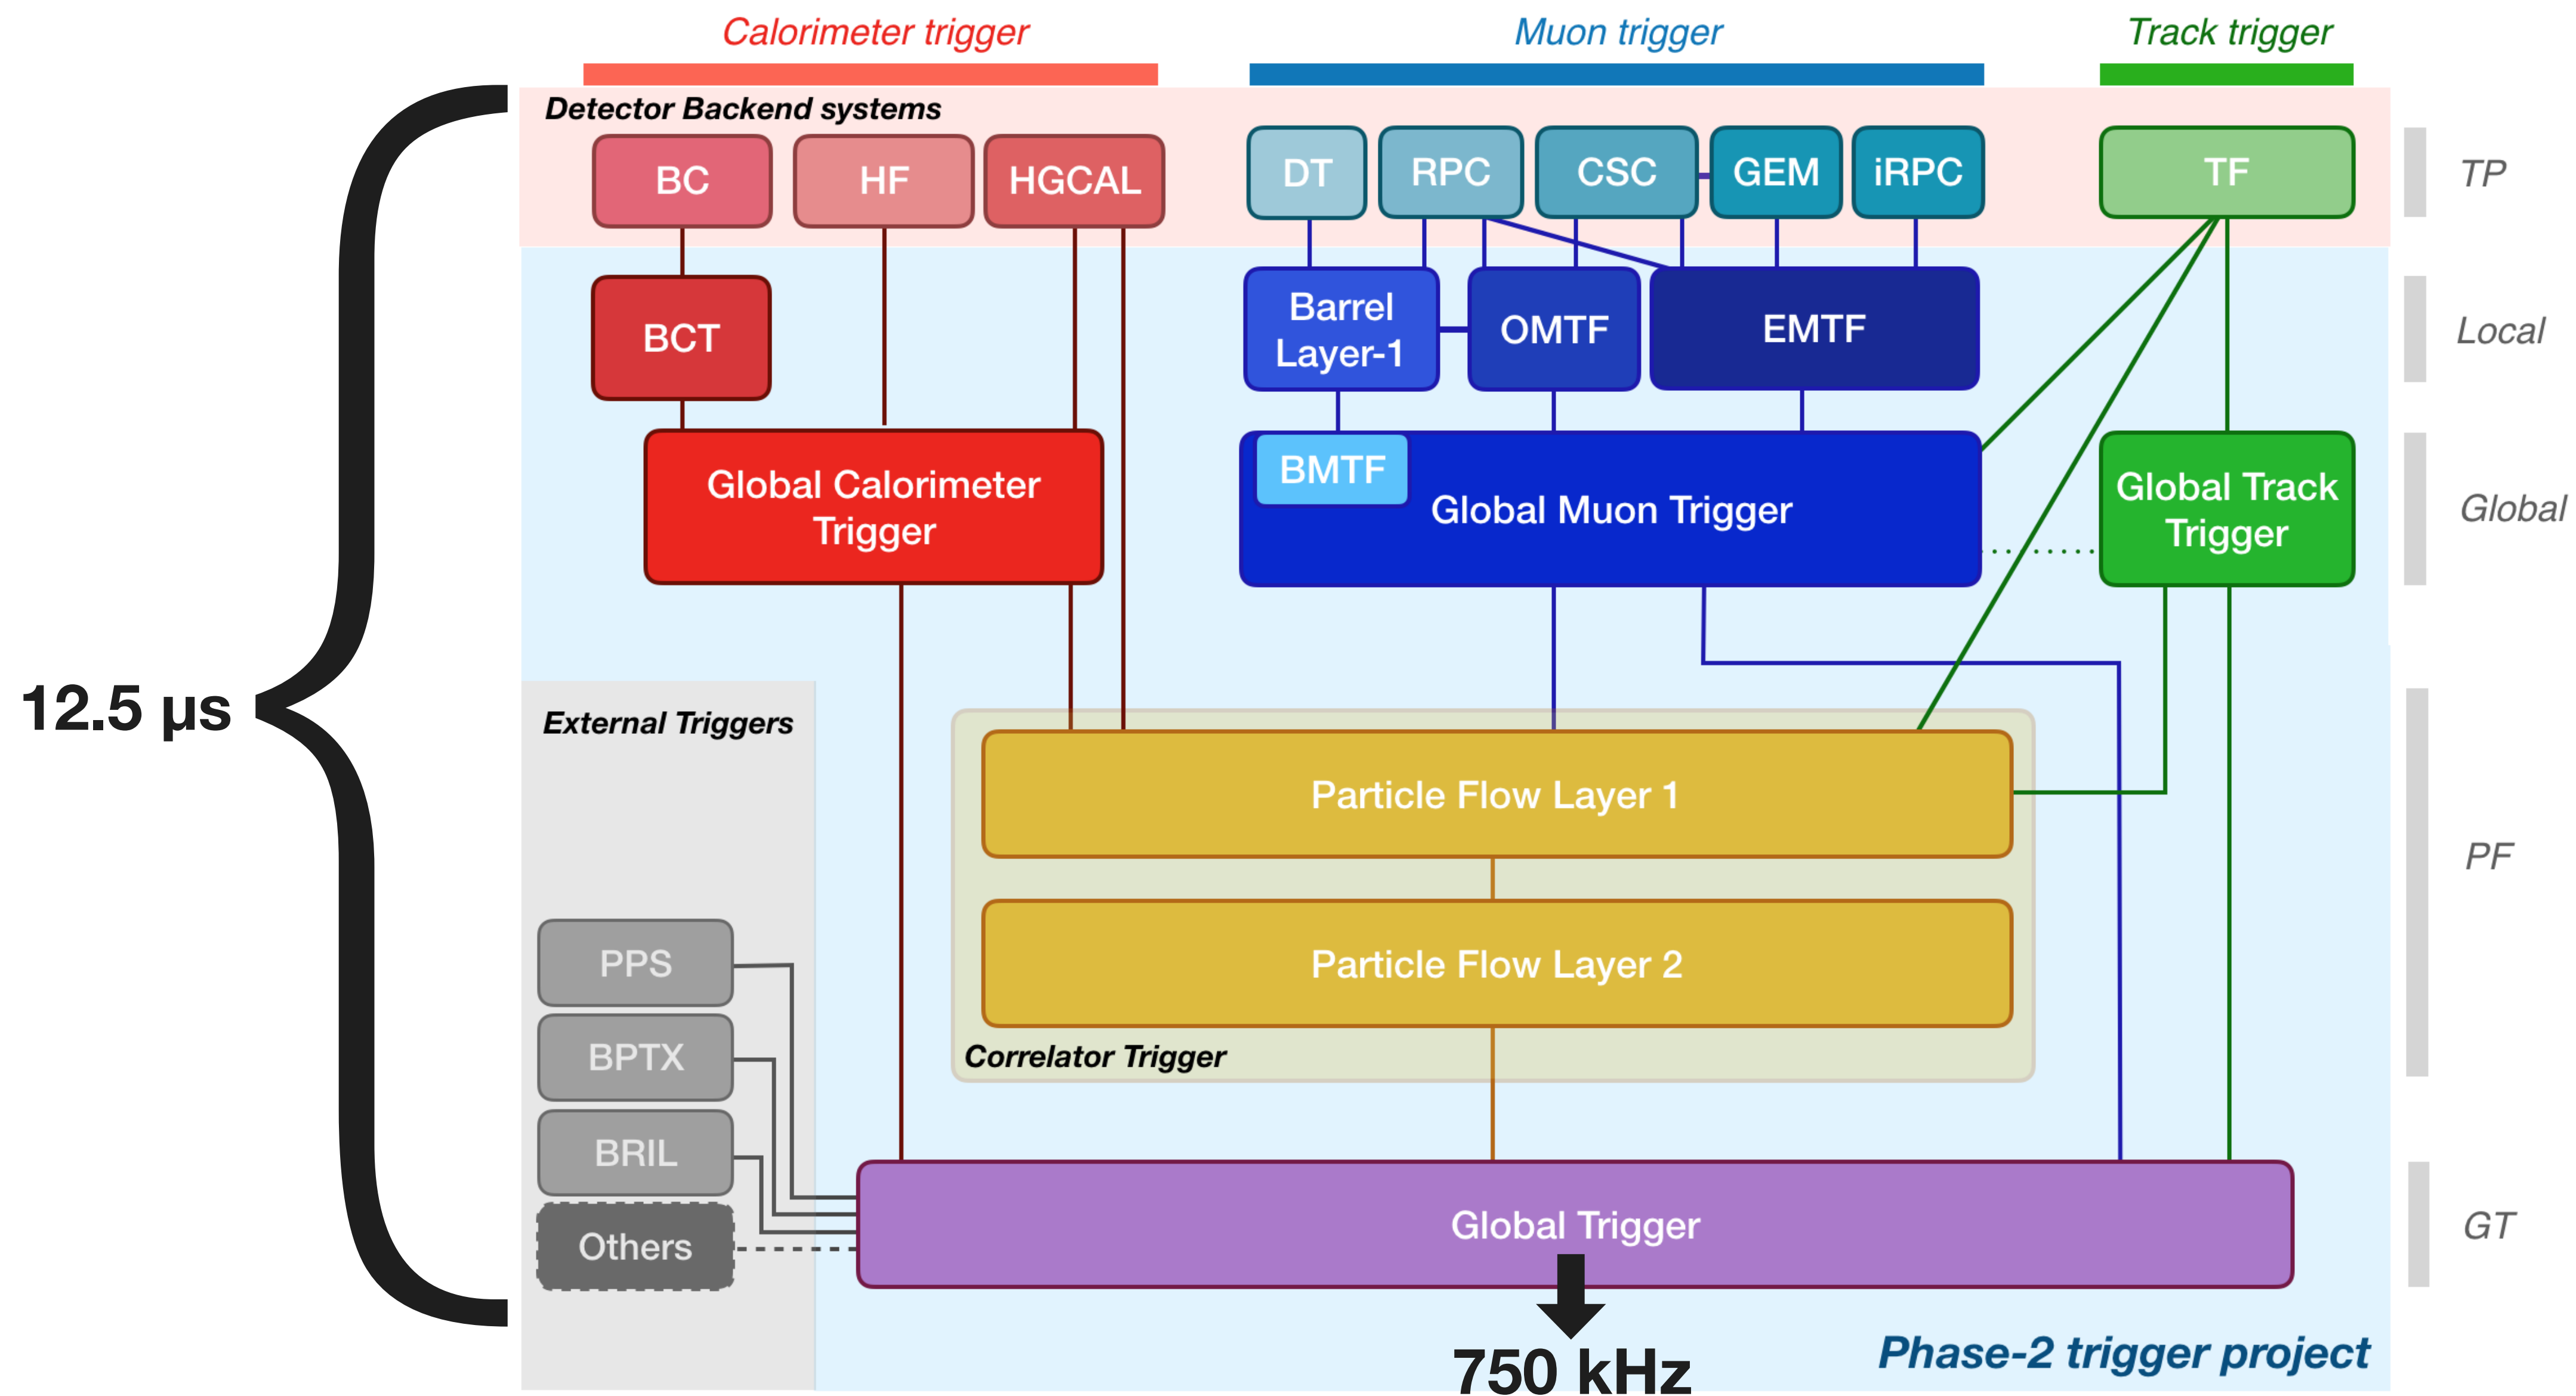 Calorimeter trigger
Muon trigger
Track trigger
Detector Backend systems
BC
HF
HGCAL
DT
RPC
CSC
GEM
iRPC
TF
TP
BCT
Barrel
Layer-1
OMTF
EMTF
Local
Global Calorimeter
Trigger
BMTF
Global Muon Trigger
Global Track
Trigger
Global
12.5 μs
External Triggers
Particle Flow Layer 1
PF
Particle Flow Layer 2
Correlator Trigger
PPS
BPTX
BRIL
Others
Global Trigger
GT
750 kHz
Phase-2 trigger project